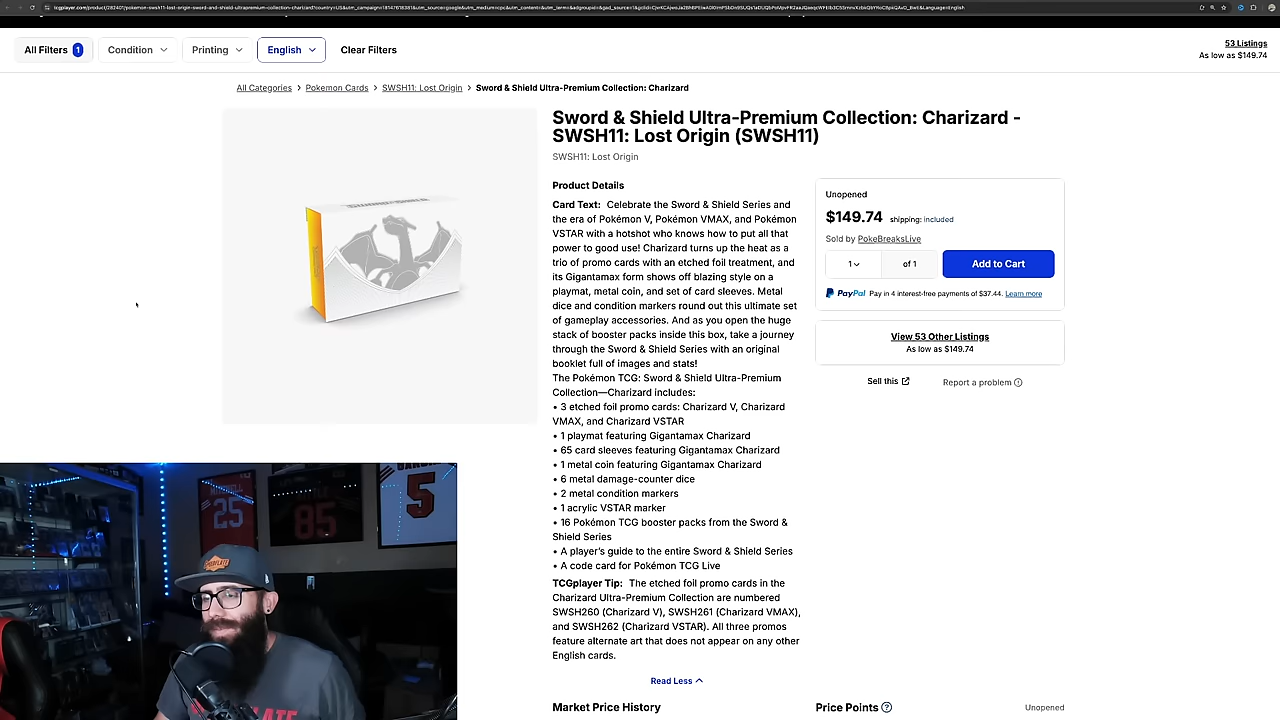 All Filters 1
Condition
Printing
English
Clear Filters
53 Listings
As low as $149.74
All Categories > Pokemon Cards > SWSH11: Lost Origin > Sword & Shield Ultra-Premium Collection: Charizard
Sword & Shield Ultra-Premium Collection: Charizard -
SWSH11: Lost Origin (SWSH11)
SWSH11: Lost Origin
Product Details
Card Text: Celebrate the Sword & Shield Series and
the era of Pokémon V, Pokémon VMAX, and Pokémon
VSTAR with a hotshot who knows how to put all that
power to good use! Charizard turns up the heat as a
trio of promo cards with an etched foil treatment, and
its Gigantamax form shows off blazing style on a
playmat, metal coin, and set of card sleeves. Metal
dice and condition markers round out this ultimate set
of gameplay accessories. And as you open the huge
stack of booster packs inside this box, take a journey
through the Sword & Shield Series with an original
booklet full of images and stats!
The Pokémon TCG: Sword & Shield Ultra-Premium
Collection—Charizard includes:
• 3 etched foil promo cards: Charizard V, Charizard
VMAX, and Charizard VSTAR
• 1 playmat featuring Gigantamax Charizard
• 65 card sleeves featuring Gigantamax Charizard
• 1 metal coin featuring Gigantamax Charizard
• 6 metal damage-counter dice
• 2 metal condition markers
• 1 acrylic VSTAR marker
• 16 Pokémon TCG booster packs from the Sword &
Shield Series
• A player's guide to the entire Sword & Shield Series
• A code card for Pokémon TCG Live
TCGplayer Tip: The etched foil promo cards in the
Charizard Ultra-Premium Collection are numbered
SWSH260 (Charizard V), SWSH261 (Charizard VMAX),
and SWSH262 (Charizard VSTAR). All three promos
feature alternate art that does not appear on any other
English cards.
Read Less
Unopened
$149.74 shipping: included
Sold by PokeBreaksLive
1
of 1
Add to Cart
PayPal Pay in 4 interest-free payments of $37.44. Learn more
View 53 Other Listings
As low as $149.74
Sell this
Report a problem
Market Price History
Price Points
Unopened
25
85
5